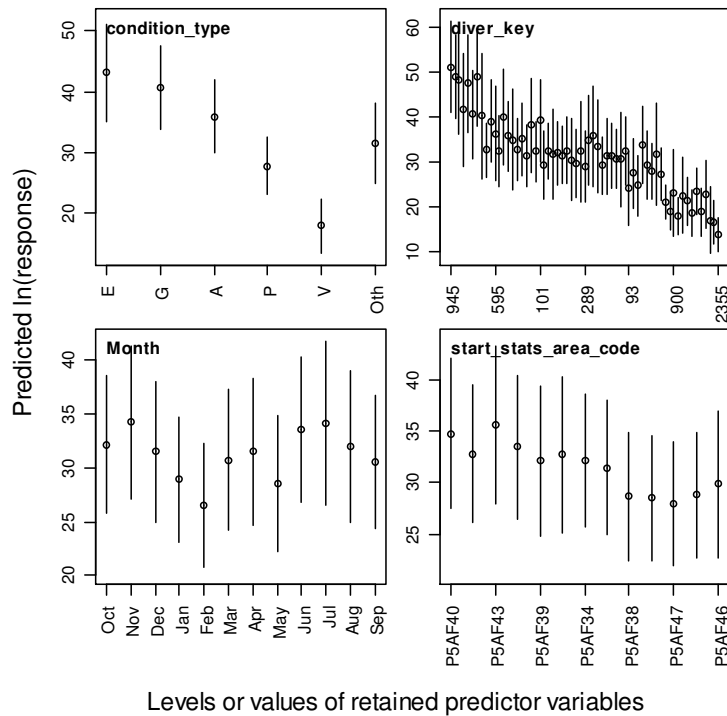 condition_type
50
40
30
20
E
G
A
P
V
Oth
diver_key
60
50
40
30
20
10
945
595
101
289
93
900
2355
Predicted ln(response)
Month
40
35
30
25
20
Oct
Nov
Dec
Jan
Feb
Mar
Apr
May
Jun
Jul
Aug
Sep
start_stats_area_code
40
35
30
25
P5AF40
P5AF43
P5AF39
P5AF34
P5AF38
P5AF47
P5AF46
Levels or values of retained predictor variables